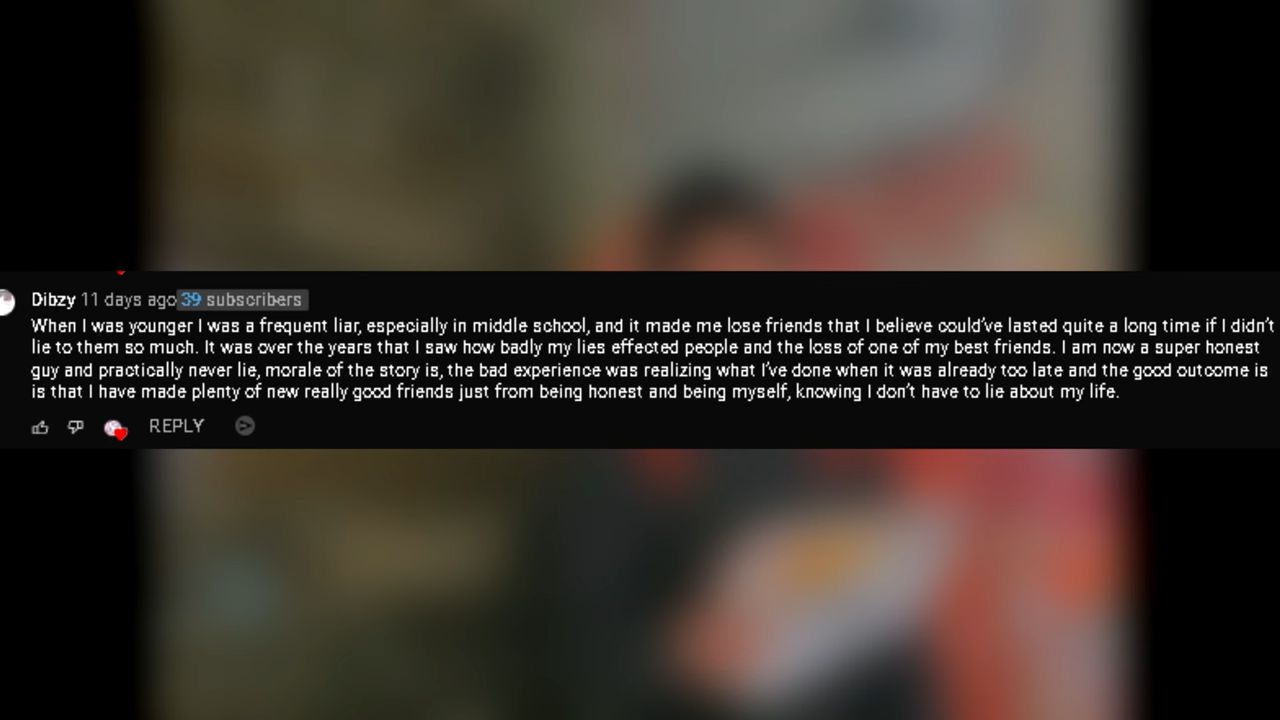 Dibzy 11 days ago 39 subscribers
When I was younger I was a frequent liar, especially in middle school, and it made me lose friends that I believe could've lasted quite a long time if I didn't
lie to them so much. It was over the years that I saw how badly my lies effected people and the loss of one of my best friends. I am now a super honest
guy and practically never lie, morale of the story is, the bad experience was realizing what I've done when it was already too late and the good outcome is
is that I have made plenty of new really good friends just from being honest and being myself, knowing I don't have to lie about my life.
REPLY